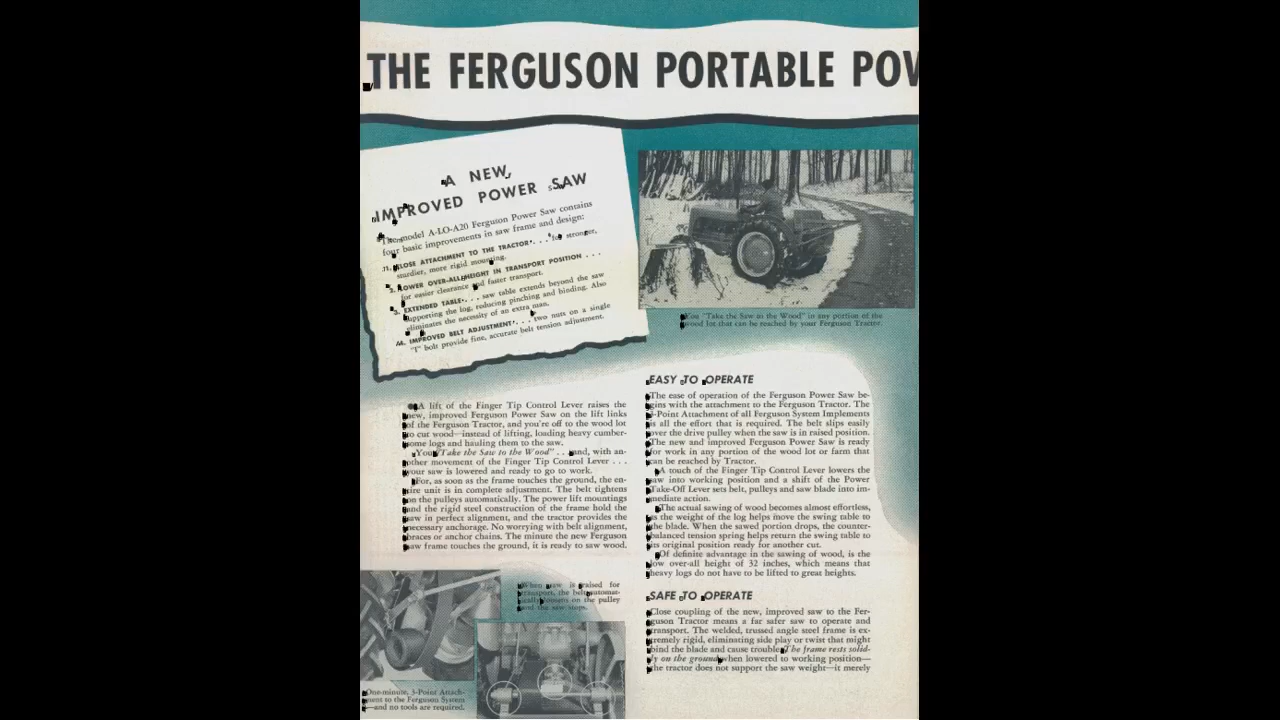 THE FERGUSON PORTABLE POW
A NEW,
IMPROVED POWER SAW
The model A-LO-A20 Ferguson Power Saw contains
four basic improvements in saw frame and design:
1. CLOSE ATTACHMENT TO THE TRACTOR . . . for stronger,
sturdier, more rigid mounting.
2. LOWER OVER-ALL HEIGHT IN TRANSPORT POSITION . . .
for easier clearance and faster transport.
3. EXTENDED TABLE . . . saw table extends beyond the saw
supporting the log, reducing pinching and binding. Also
eliminates the necessity of an extra man.
4. IMPROVED BELT ADJUSTMENT . . . two nuts on a single
"I" bolt provide fine, accurate belt tension adjustment.
You "Take the Saw to the Wood" in any portion of the
wood lot that can be reached by your Ferguson Tractor.
A lift of the Finger Tip Control Lever raises the
new, improved Ferguson Power Saw on the lift links
of the Ferguson Tractor, and you're off to the wood lot
to cut wood—instead of lifting, loading heavy cumber-
some logs and hauling them to the saw.
You "Take the Saw to the Wood" . . . and, with an-
other movement of the Finger Tip Control Lever . . .
your saw is lowered and ready to go to work.
For, as soon as the frame touches the ground, the en-
tire unit is in complete adjustment. The belt tightens
on the pulleys automatically. The power lift mountings
and the rigid steel construction of the frame hold the
saw in perfect alignment, and the tractor provides the
necessary anchorage. No worrying with belt alignment,
braces or anchor chains. The minute the new Ferguson
saw frame touches the ground, it is ready to saw wood.
When saw is raised for
transport, the belt automat-
ically loosens on the pulley
and the saw stops.
One-minute, 3-Point Attach-
ment to the Ferguson System
—and no tools are required.
EASY TO OPERATE
The ease of operation of the Ferguson Power Saw be-
gins with the attachment to the Ferguson Tractor. The
3-Point Attachment of all Ferguson System Implements
is all the effort that is required. The belt slips easily
over the drive pulley when the saw is in raised position.
The new and improved Ferguson Power Saw is ready
for work in any portion of the wood lot or farm that
can be reached by Tractor.
A touch of the Finger Tip Control Lever lowers the
saw into working position and a shift of the Power
Take-Off Lever sets belt, pulleys and saw blade into im-
mediate action.
The actual sawing of wood becomes almost effortless,
as the weight of the log helps move the swing table to
the blade. When the sawed portion drops, the counter-
balanced tension spring helps return the swing table to
its original position ready for another cut.
Of definite advantage in the sawing of wood, is the
low over-all height of 32 inches, which means that
heavy logs do not have to be lifted to great heights.
SAFE TO OPERATE
Close coupling of the new, improved saw to the Fer-
guson Tractor means a far safer saw to operate and
transport. The welded, trussed angle steel frame is ex-
tremely rigid, eliminating side play or twist that might
bind the blade and cause trouble. The frame rests solid-
ly on the ground when lowered to working position—
the tractor does not support the saw weight—it merely